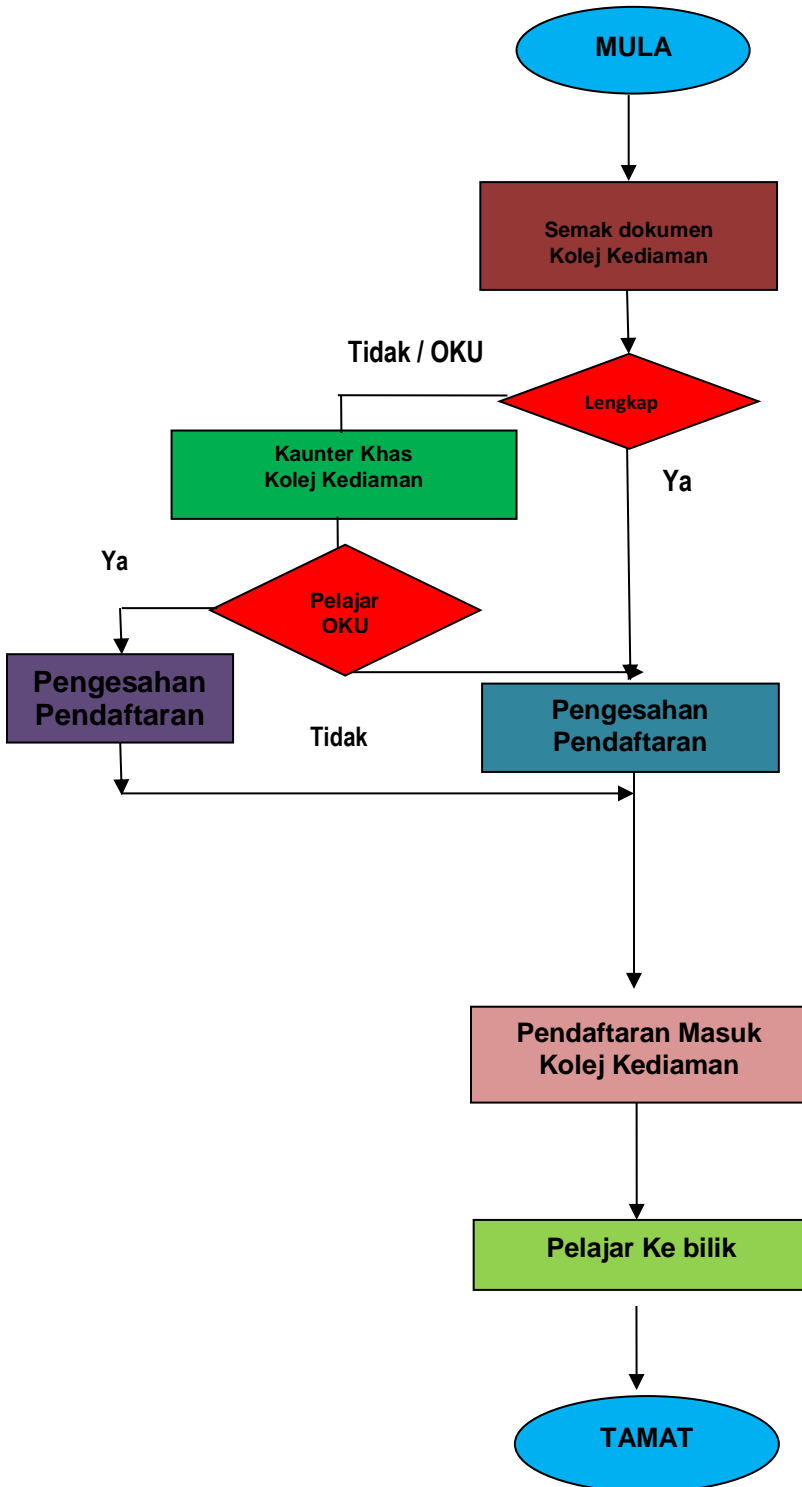 MULA
Semak dokumen
Kolej Kediaman
Tidak / OKU
Lengkap
Kaunter Khas
Kolej Kediaman
Ya
Ya
Pelajar
OKU
Pengesahan
Pendaftaran
Pengesahan
Pendaftaran
Tidak
Pendaftaran Masuk
Kolej Kediaman
Pelajar Ke bilik
TAMAT